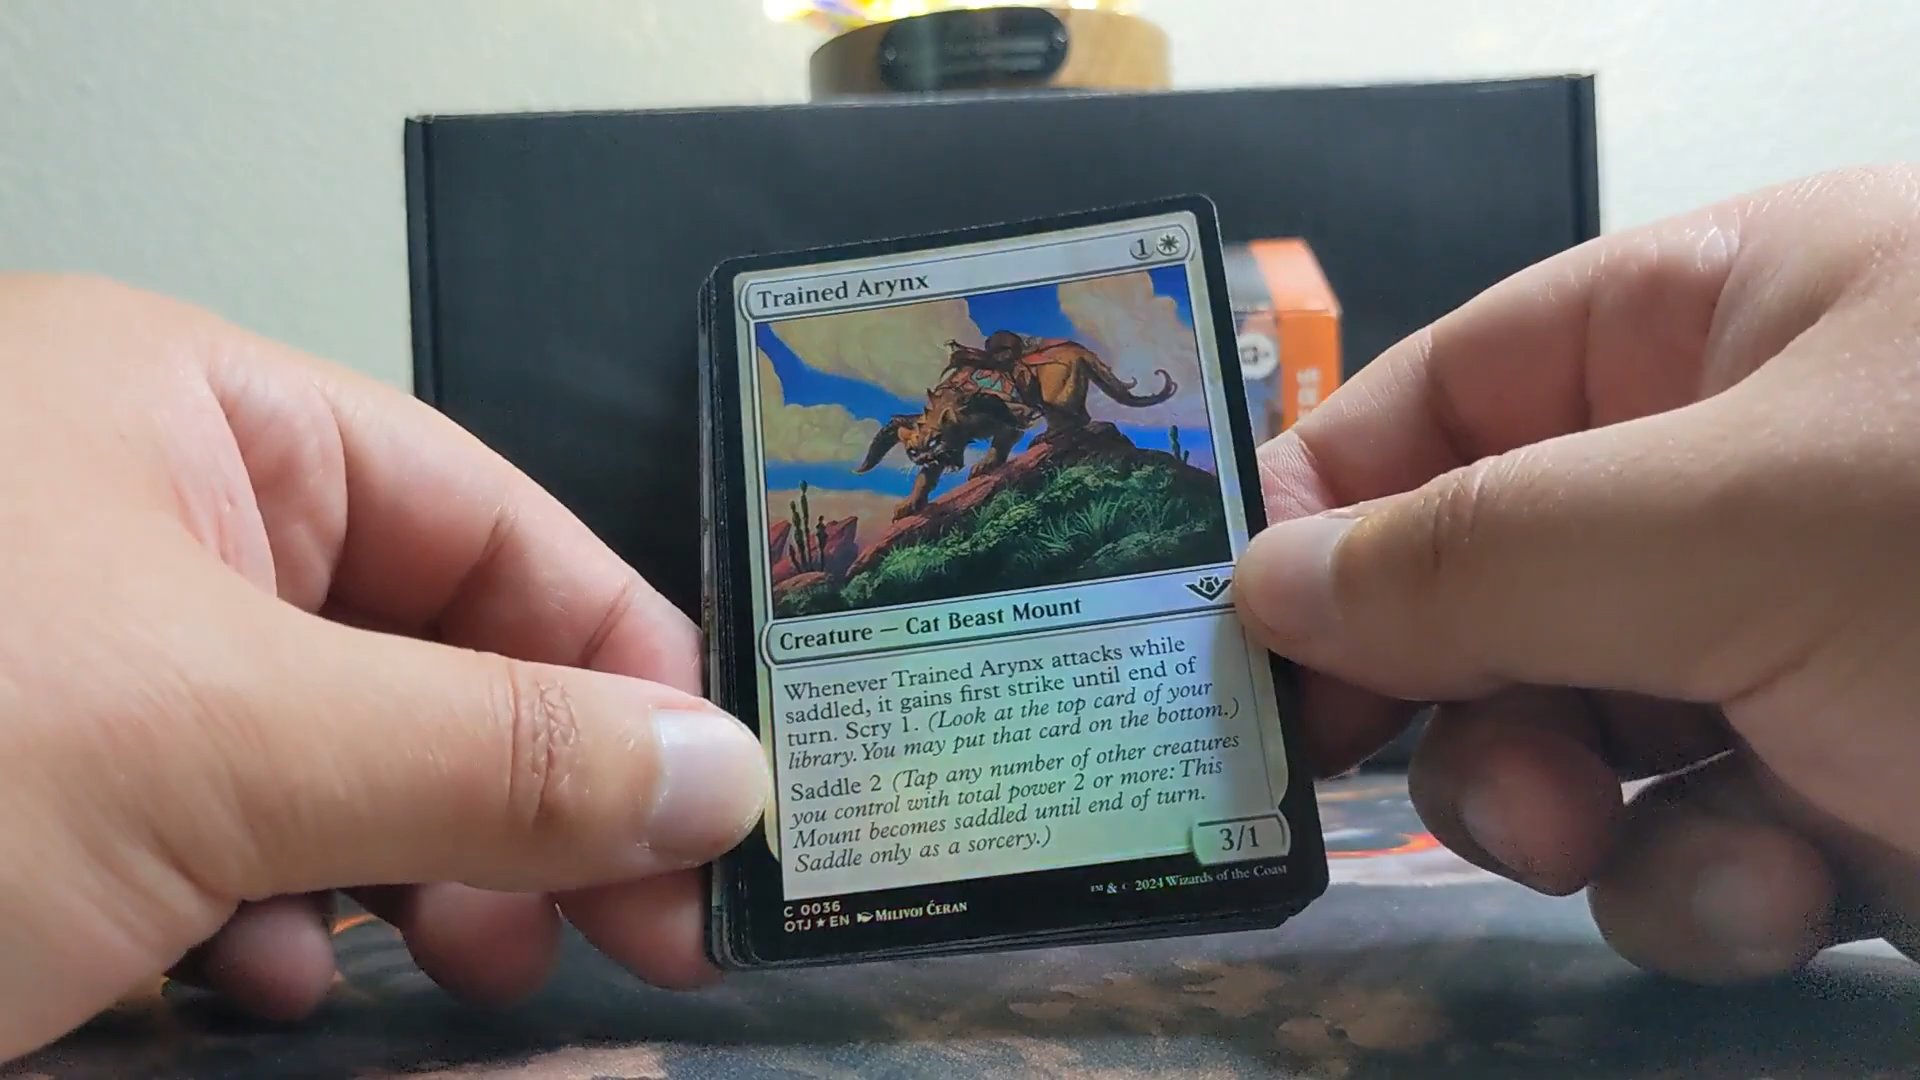 Trained Arynx
1
Creature — Cat Beast Mount
Whenever Trained Arynx attacks while
saddled, it gains first strike until end of
turn. Scry 1. (Look at the top card of your
library. You may put that card on the bottom.)
Saddle 2 (Tap any number of other creatures
you control with total power 2 or more: This
Mount becomes saddled until end of turn.
Saddle only as a sorcery.)
3/1
C 0036
OTJ ★ EN MILIVOJ ĆERAN
™ & © 2024 Wizards of the Coast